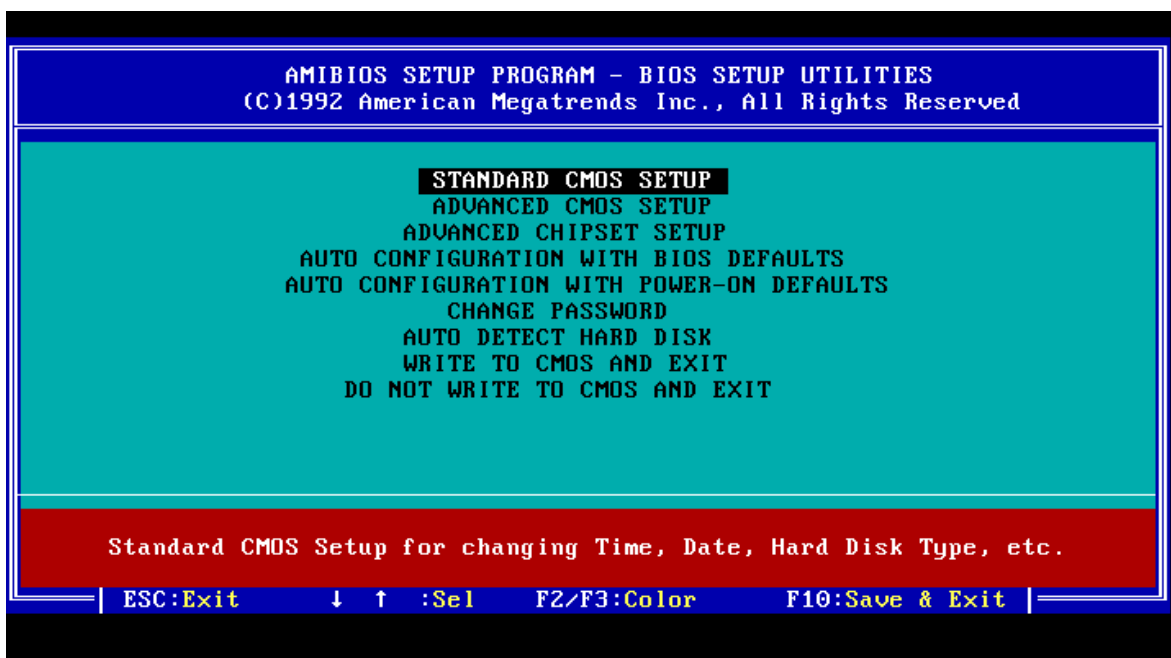 AMIBIOS SETUP PROGRAM – BIOS SETUP UTILITIES
(C)1992 American Megatrends Inc., All Rights Reserved
STANDARD CMOS SETUP
ADVANCED CMOS SETUP
ADVANCED CHIPSET SETUP
AUTO CONFIGURATION WITH BIOS DEFAULTS
AUTO CONFIGURATION WITH POWER-ON DEFAULTS
CHANGE PASSWORD
AUTO DETECT HARD DISK
WRITE TO CMOS AND EXIT
DO NOT WRITE TO CMOS AND EXIT
Standard CMOS Setup for changing Time, Date, Hard Disk Type, etc.
ESC:Exit ↓ ↑ :Sel F2/F3:Color F10:Save & Exit